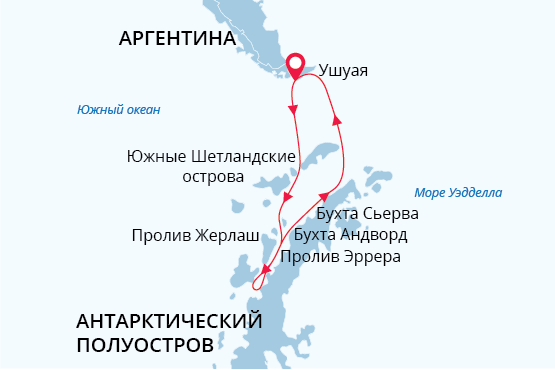 АРГЕНТИНА
Ушуая
Южный океан
Южные Шетландские
острова
Море Уэдделла
Бухта Сьерва
Пролив Жерлаш
Бухта Андворд
Пролив Эррера
АНТАРКТИЧЕСКИЙ
ПОЛУОСТРОВ